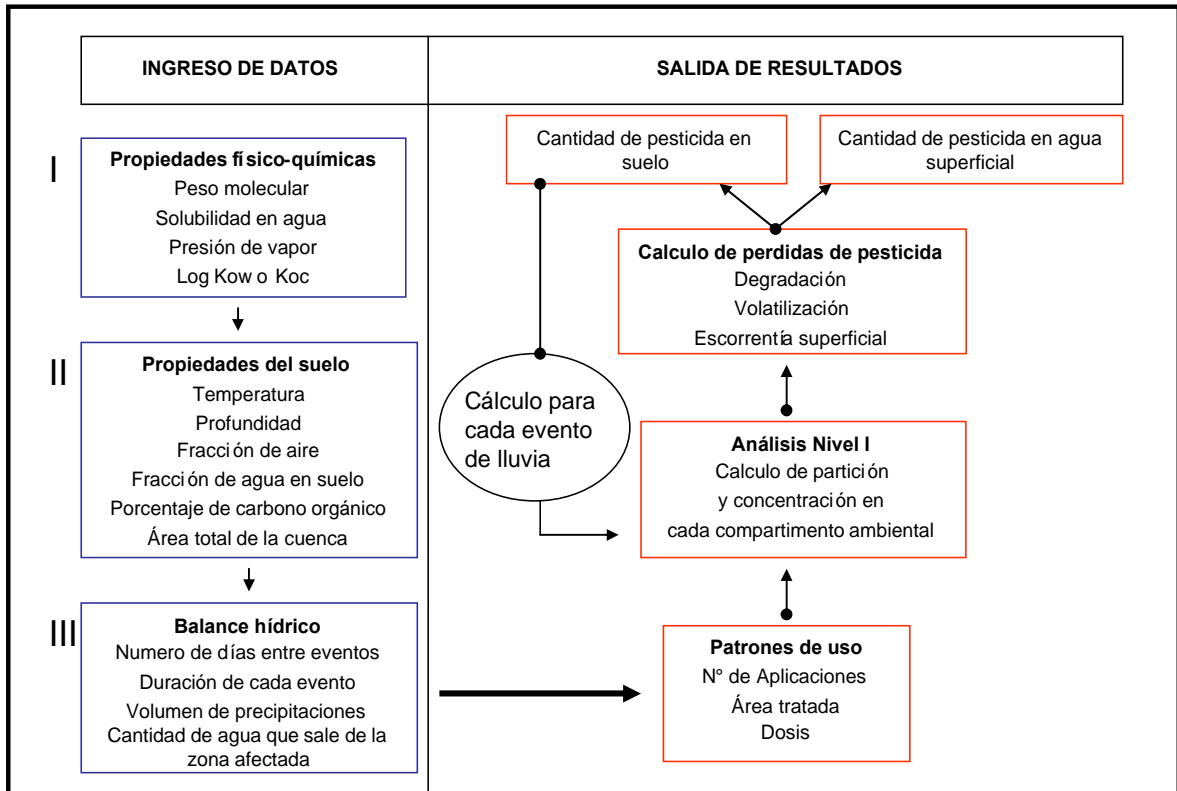 INGRESO DE DATOS
SALIDA DE RESULTADOS
I
Propiedades físico-químicas
Peso molecular
Solubilidad en agua
Presión de vapor
Log Kow o Koc
II
Propiedades del suelo
Temperatura
Profundidad
Fracción de aire
Fracción de agua en suelo
Porcentaje de carbono orgánico
Área total de la cuenca
III
Balance hídrico
Numero de días entre eventos
Duración de cada evento
Volumen de precipitaciones
Cantidad de agua que sale de la
zona afectada
Cantidad de pesticida en
suelo
Cantidad de pesticida en agua
superficial
Calculo de perdidas de pesticida
Degradación
Volatilización
Escorrentía superficial
Cálculo para
cada evento
de lluvia
Análisis Nivel I
Calculo de partición
y concentración en
cada compartimento ambiental
Patrones de uso
N° de Aplicaciones
Área tratada
Dosis